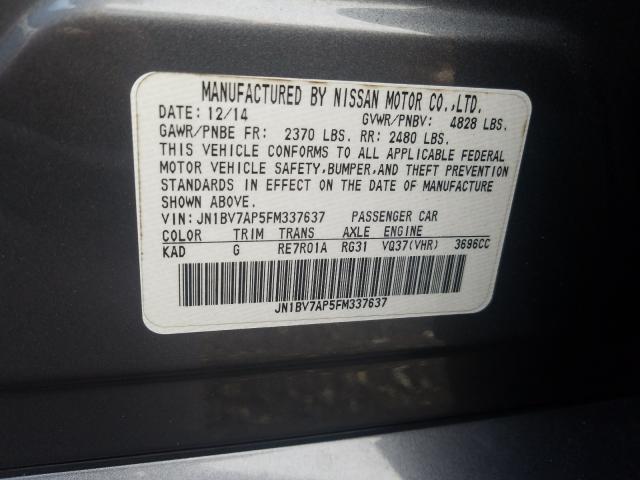 MANUFACTURED BY NISSAN MOTOR CO.,LTD.
DATE: 12/14 GVWR/PNBV: 4828 LBS.
GAWR/PNBE FR: 2370 LBS. RR: 2480 LBS.
THIS VEHICLE CONFORMS TO ALL APPLICABLE FEDERAL
MOTOR VEHICLE SAFETY,BUMPER,AND THEFT PREVENTION
STANDARDS IN EFFECT ON THE DATE OF MANUFACTURE
SHOWN ABOVE.
VIN: JN1BV7AP5FM337637 PASSENGER CAR
COLOR TRIM TRANS AXLE ENGINE
KAD G RE7R01A RG31 VQ37(VHR) 3696CC
JN1BV7AP5FM337637